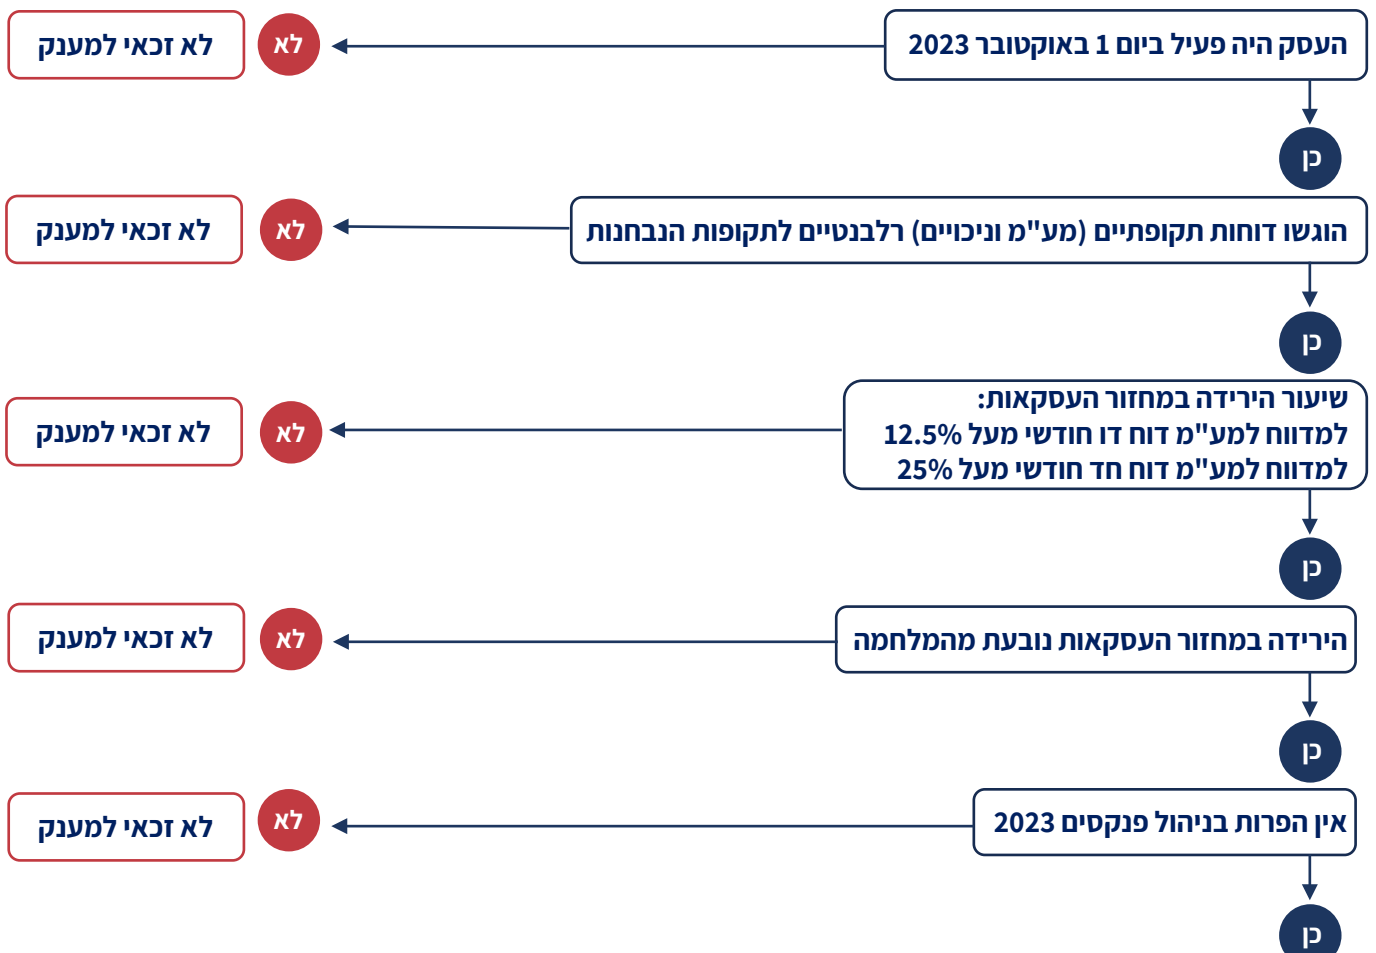 העסק היה פעיל ביום 1 באוקטובר 2023
לא
לא זכאי למענק
כן
הוגשו דוחות תקופתיים (מע"מ וניכויים) רלבנטיים לתקופות הנבחנות
לא
לא זכאי למענק
כן
שיעור הירידה במחזור העסקאות:
למדווח למע"מ דוח דו חודשי מעל 12.5%
למדווח למע"מ דוח חד חודשי מעל 25%
לא
לא זכאי למענק
כן
הירידה במחזור העסקאות נובעת מהמלחמה
לא
לא זכאי למענק
כן
אין הפרות בניהול פנקסים 2023
לא
לא זכאי למענק
כן